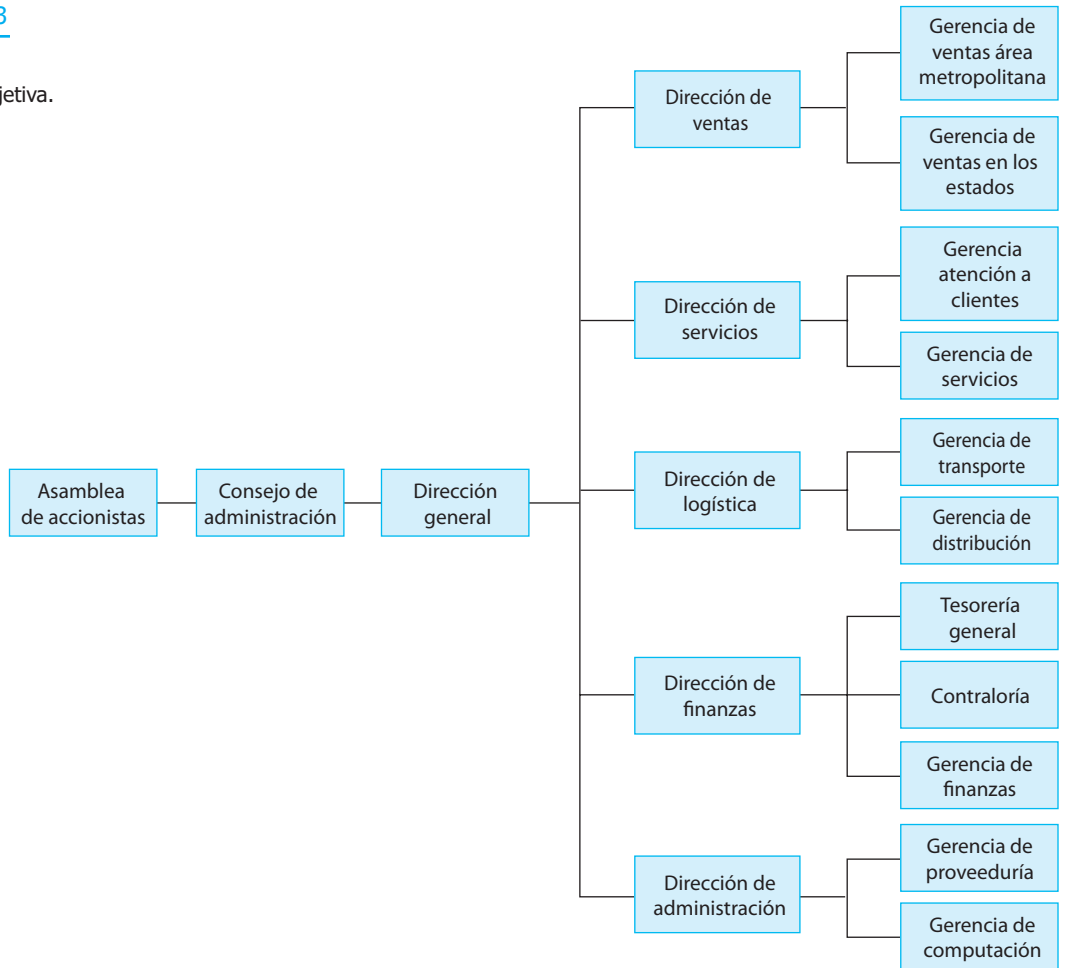 3
jetiva.
Asamblea
de accionistas
Consejo de
administración
Dirección
general
Dirección de
ventas
Gerencia de
ventas área
metropolitana
Gerencia de
ventas en los
estados
Dirección de
servicios
Gerencia
atención a
clientes
Gerencia de
servicios
Dirección de
logística
Gerencia de
transporte
Gerencia de
distribución
Dirección de
finanzas
Tesorería
general
Contraloría
Gerencia de
finanzas
Dirección de
administración
Gerencia de
proveeduría
Gerencia de
computación